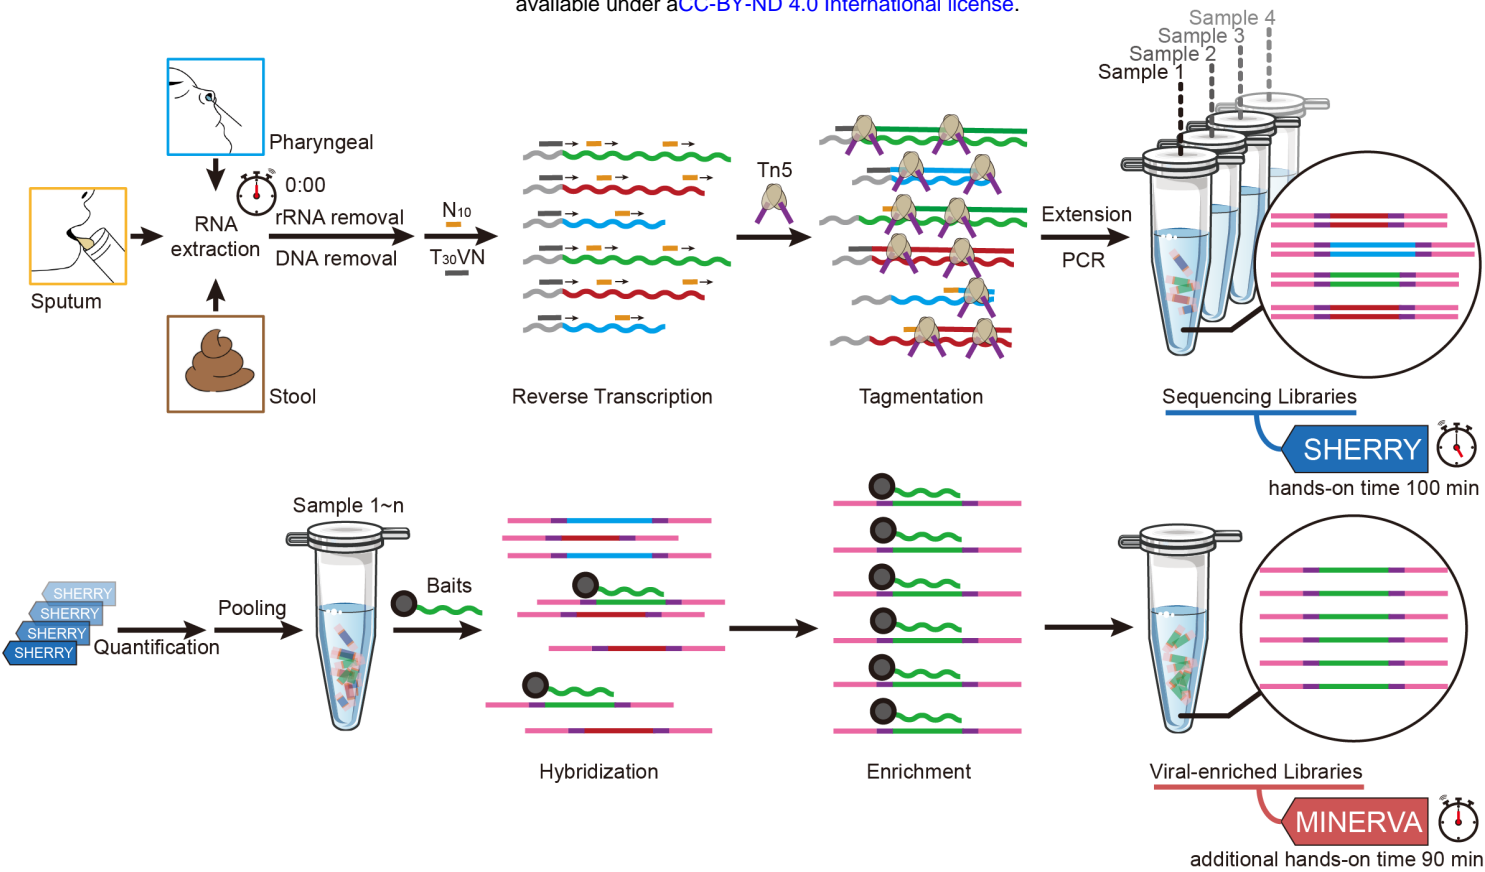 available under aCC-BY-ND 4.0 International license.
Sample 4
Sample 3
Sample 2
Sample 1
Pharyngeal
0:00
RNA
extraction
rRNA removal
DNA removal
N10
T30VN
Sputum
Stool
Reverse Transcription
Tn5
Tagmentation
Extension
PCR
Sequencing Libraries
SHERRY
hands-on time 100 min
SHERRY
SHERRY
SHERRY
SHERRY
Quantification
Pooling
Sample 1~n
Baits
Hybridization
Enrichment
Viral-enriched Libraries
MINERVA
additional hands-on time 90 min